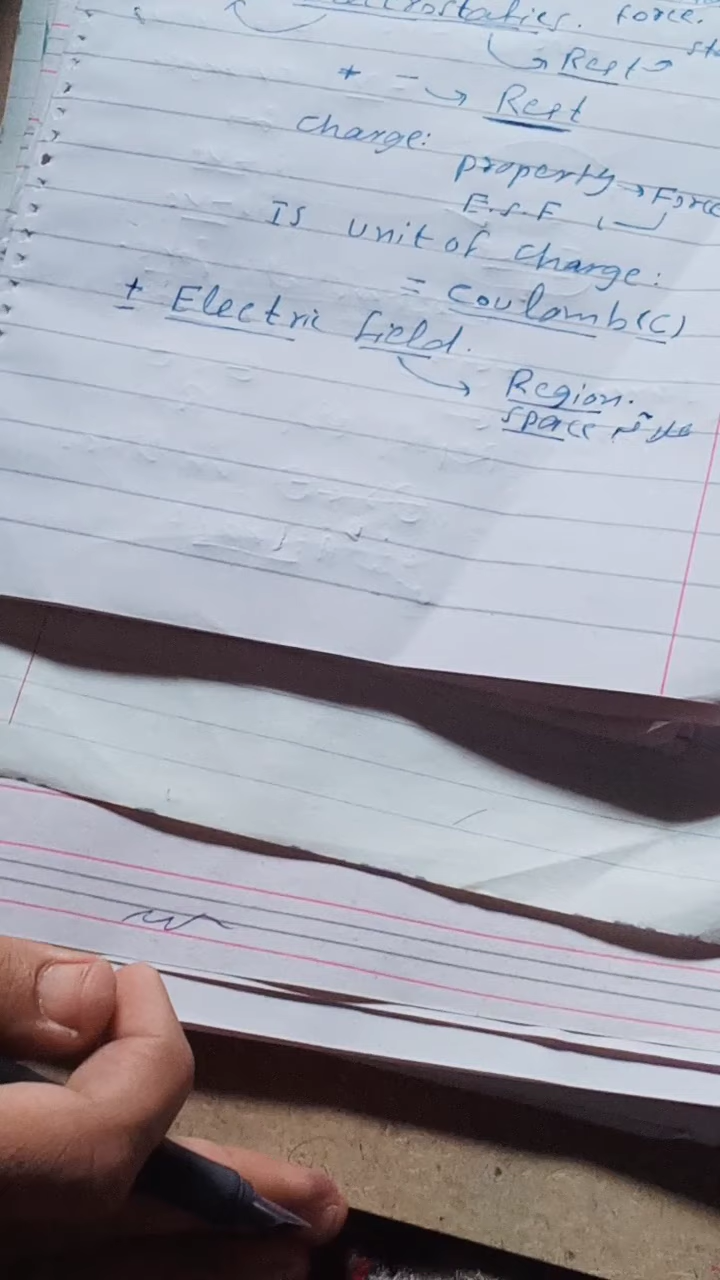 force.
Rest
+ - → Rest
charge:
property → Force
E.S.F
IS unit of charge:
= coulomb(C)
± Electric field.
Region.
space